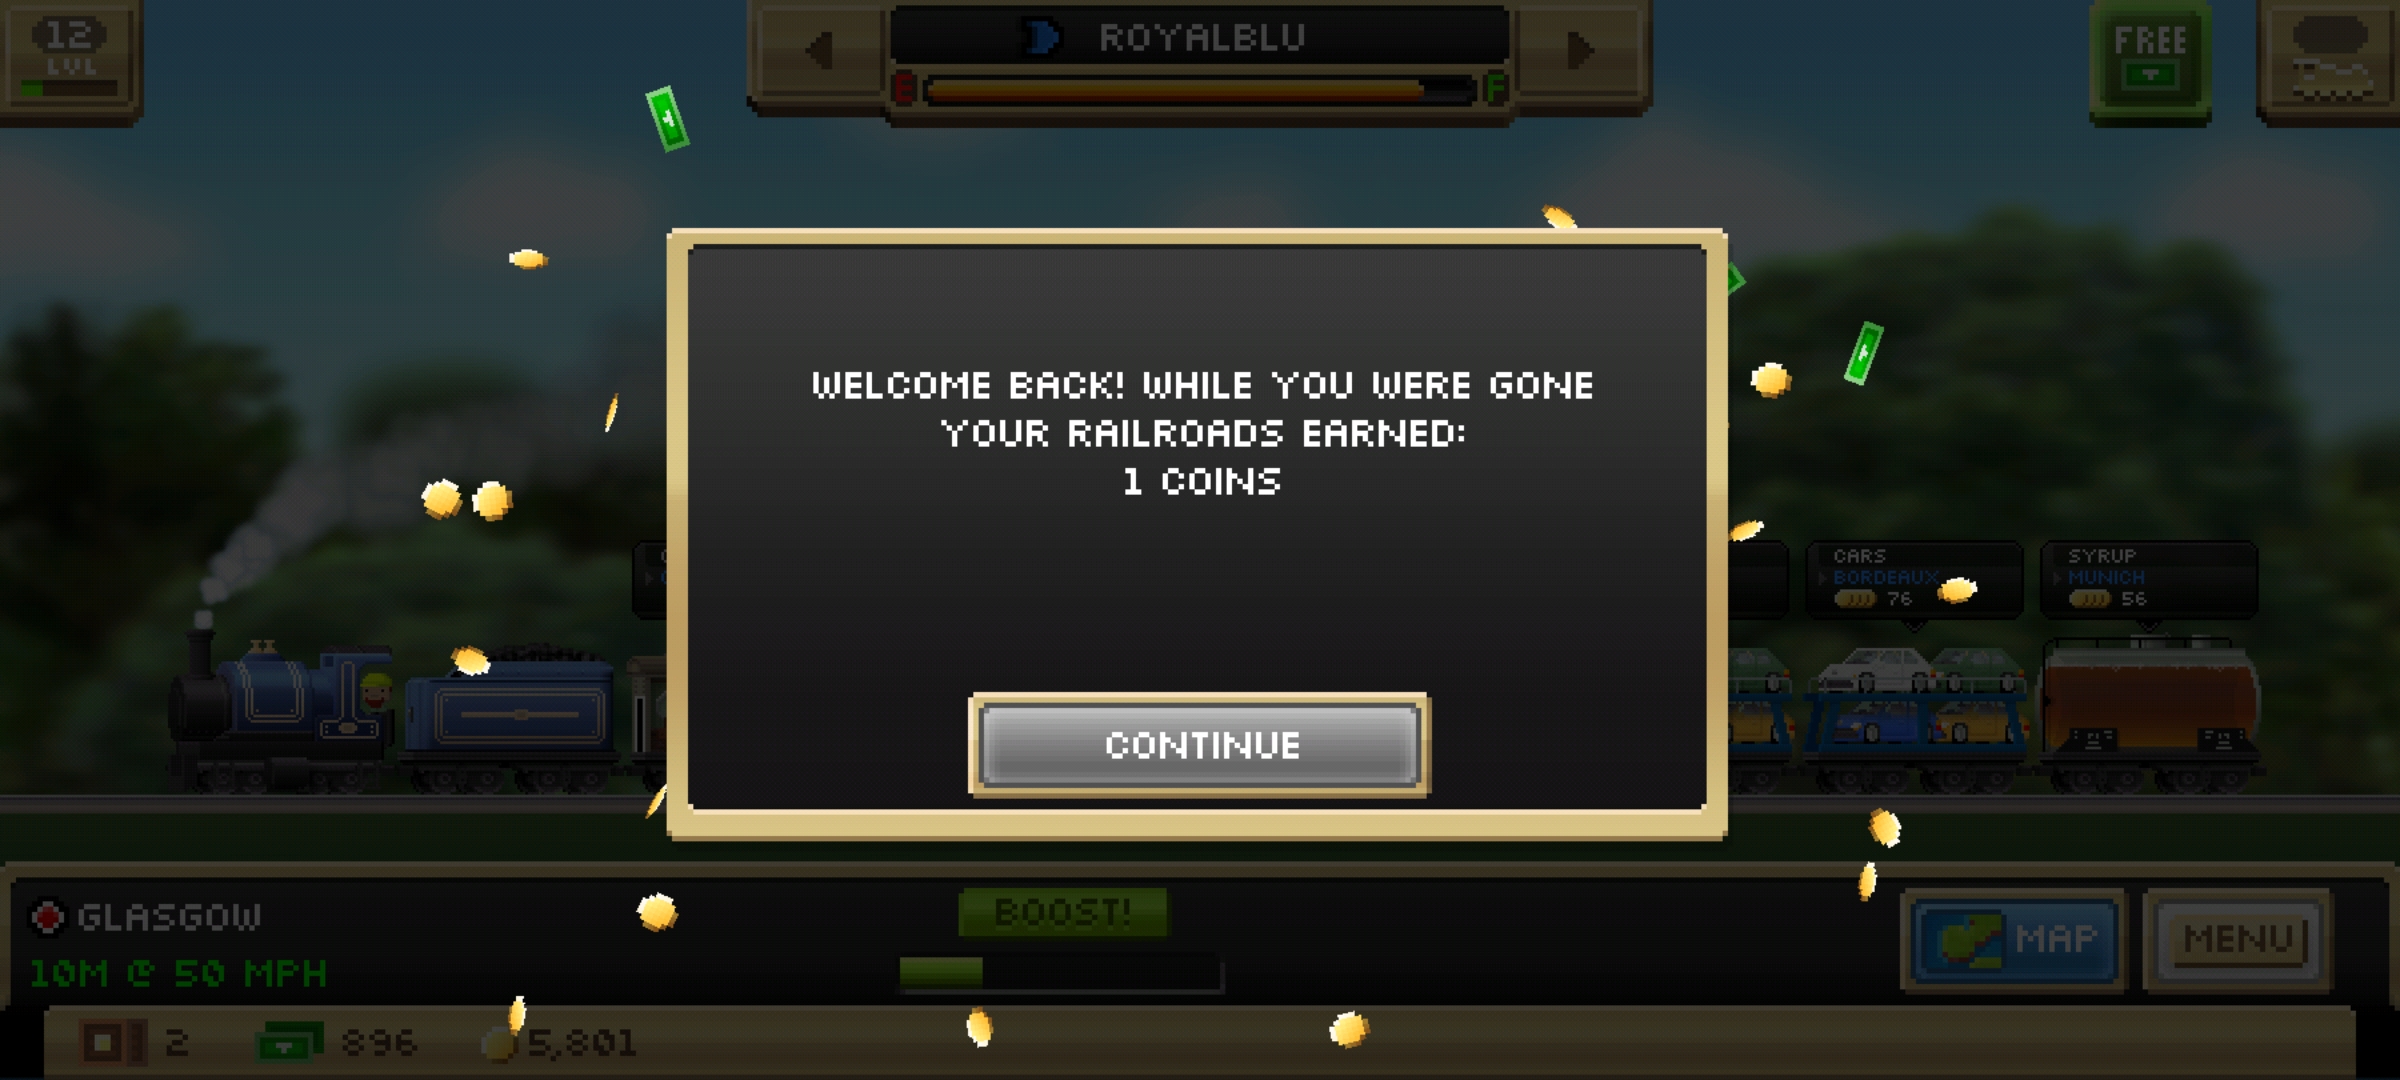 12
LVL
ROYALBLU
E
F
FREE
WELCOME BACK! WHILE YOU WERE GONE
YOUR RAILROADS EARNED:
1 COINS
CONTINUE
CARS
BORDEAUX
76
SYRUP
MUNICH
56
GLASGOW
10M @ 50 MPH
BOOST!
MAP
MENU
2
896
5,801